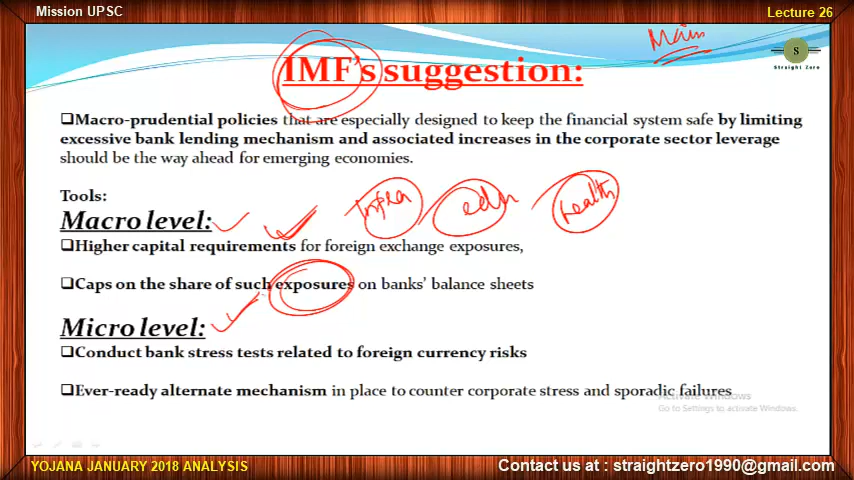 Mission UPSC
Lecture 26
Main
S
Straight Zero
IMF's suggestion:
❑Macro-prudential policies that are especially designed to keep the financial system safe by limiting
excessive bank lending mechanism and associated increases in the corporate sector leverage
should be the way ahead for emerging economies.
Tools:
Infra edu health
Macro level:
❑Higher capital requirements for foreign exchange exposures,
❑Caps on the share of such exposures on banks' balance sheets
Micro level:
❑Conduct bank stress tests related to foreign currency risks
❑Ever-ready alternate mechanism in place to counter corporate stress and sporadic failures
Activate Windows
Go to Settings to activate Windows.
YOJANA JANUARY 2018 ANALYSIS
Contact us at : straightzero1990@gmail.com